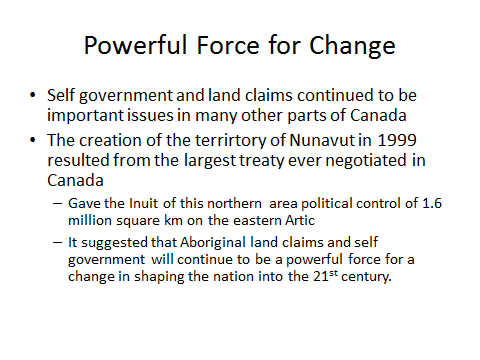 Powerful Force for Change
• Self government and land claims continued to be
important issues in many other parts of Canada
• The creation of the terrirtory of Nunavut in 1999
resulted from the largest treaty ever negotiated in
Canada
– Gave the Inuit of this northern area political control of 1.6
million square km on the eastern Artic
– It suggested that Aboriginal land claims and self
government will continue to be a powerful force for a
change in shaping the nation into the 21st century.